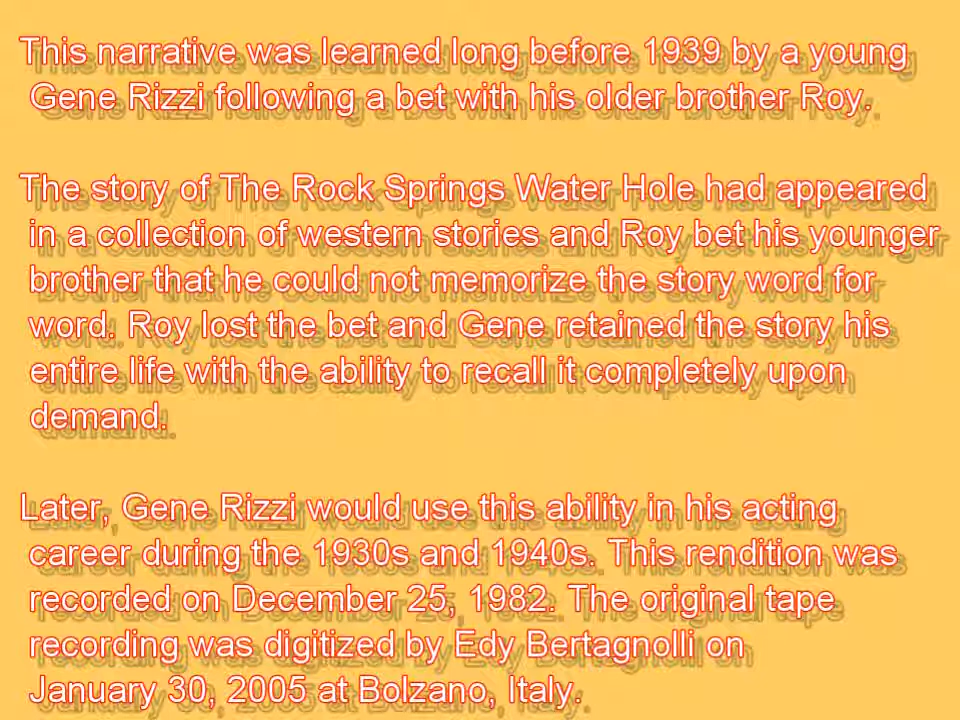 This narrative was learned long before 1939 by a young
Gene Rizzi following a bet with his older brother Roy.
The story of The Rock Springs Water Hole had appeared
in a collection of western stories and Roy bet his younger
brother that he could not memorize the story word for
word. Roy lost the bet and Gene retained the story his
entire life with the ability to recall it completely upon
demand.
Later, Gene Rizzi would use this ability in his acting
career during the 1930s and 1940s. This rendition was
recorded on December 25, 1982. The original tape
recording was digitized by Edy Bertagnolli on
January 30, 2005 at Bolzano, Italy.